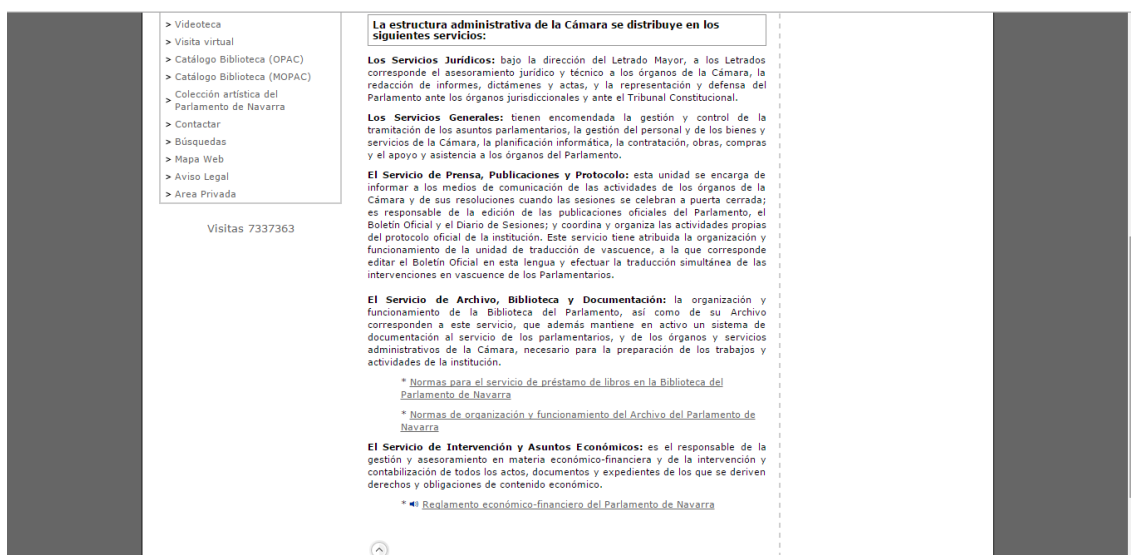 > Videoteca
> Visita virtual
> Catálogo Biblioteca (OPAC)
> Catálogo Biblioteca (MOPAC)
> Colección artística del
Parlamento de Navarra
> Contactar
> Búsquedas
> Mapa Web
> Aviso Legal
> Area Privada
Visitas 7337363
La estructura administrativa de la Cámara se distribuye en los
siguientes servicios:
Los Servicios Jurídicos: bajo la dirección del Letrado Mayor, a los Letrados
corresponde el asesoramiento jurídico y técnico a los órganos de la Cámara, la
redacción de informes, dictámenes y actas, y la representación y defensa del
Parlamento ante los órganos jurisdiccionales y ante el Tribunal Constitucional.
Los Servicios Generales: tienen encomendada la gestión y control de la
tramitación de los asuntos parlamentarios, la gestión del personal y de los bienes y
servicios de la Cámara, la planificación informática, la contratación, obras, compras
y el apoyo y asistencia a los órganos del Parlamento.
El Servicio de Prensa, Publicaciones y Protocolo: esta unidad se encarga de
informar a los medios de comunicación de las actividades de los órganos de la
Cámara y de sus resoluciones cuando las sesiones se celebran a puerta cerrada;
es responsable de la edición de las publicaciones oficiales del Parlamento, el
Boletín Oficial y el Diario de Sesiones; y coordina y organiza las actividades propias
del protocolo oficial de la institución. Este servicio tiene atribuida la organización y
funcionamiento de la unidad de traducción de vascuence, a la que corresponde
editar el Boletín Oficial en esta lengua y efectuar la traducción simultánea de las
intervenciones en vascuence de los Parlamentarios.
El Servicio de Archivo, Biblioteca y Documentación: la organización y
funcionamiento de la Biblioteca del Parlamento, así como de su Archivo
corresponden a este servicio, que además mantiene en activo un sistema de
documentación al servicio de los parlamentarios, y de los órganos y servicios
administrativos de la Cámara, necesario para la preparación de los trabajos y
actividades de la institución.
* Normas para el servicio de préstamo de libros en la Biblioteca del
Parlamento de Navarra
* Normas de organización y funcionamiento del Archivo del Parlamento de
Navarra
El Servicio de Intervención y Asuntos Económicos: es el responsable de la
gestión y asesoramiento en materia económico-financiera y de la intervención y
contabilización de todos los actos, documentos y expedientes de los que se deriven
derechos y obligaciones de contenido económico.
* Reglamento económico-financiero del Parlamento de Navarra